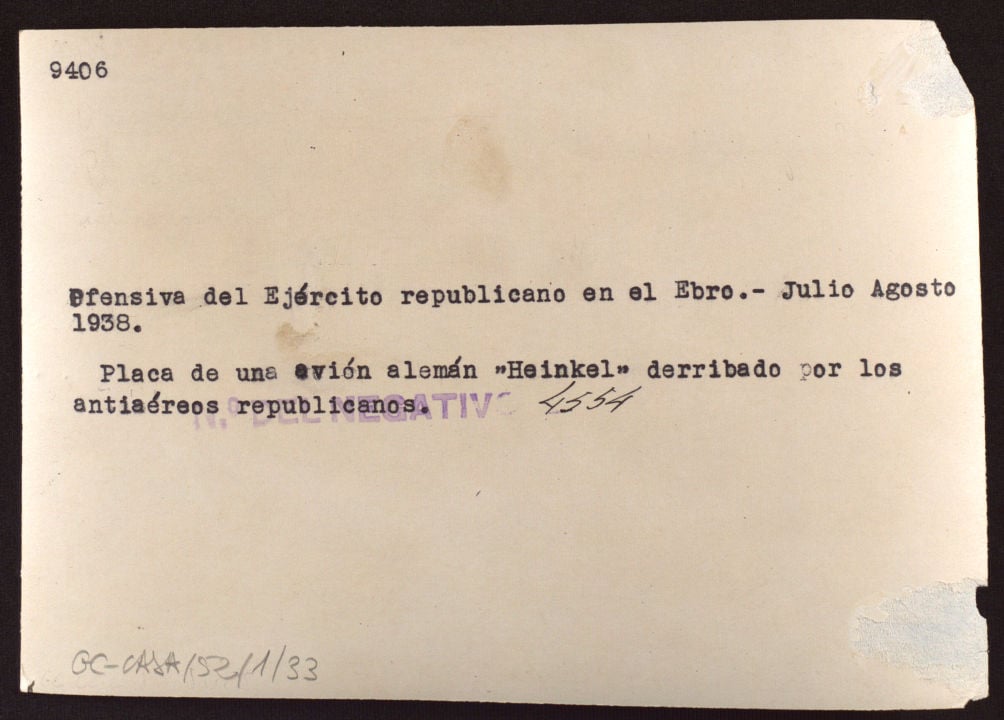 9406
Ofensiva del Ejército republicano en el Ebro.- Julio Agosto
1938.
Placa de una avión alemán "Heinkel" derribado por los
antiaéreos republicanos.
N.º DEL NEGATIVO 4554
GC-CAJA/52/1/33